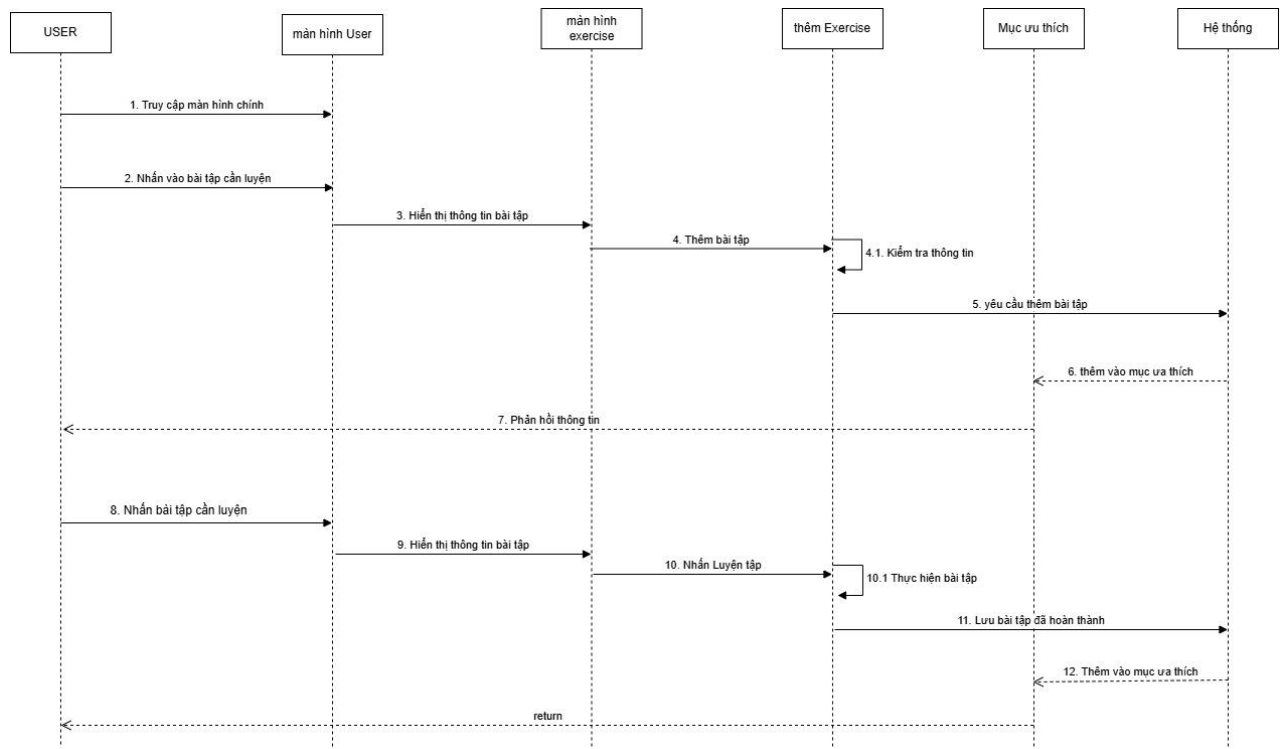 USER
màn hình User
màn hình
exercise
thêm Exercise
Mục ưu thích
Hệ thống
1. Truy cập màn hình chính
2. Nhấn vào bài tập cần luyện
3. Hiển thị thông tin bài tập
4. Thêm bài tập
4.1. Kiểm tra thông tin
5. yêu cầu thêm bài tập
6. thêm vào mục ưa thích
7. Phản hồi thông tin
8. Nhấn bài tập cần luyện
9. Hiển thị thông tin bài tập
10. Nhấn Luyện tập
10.1 Thực hiện bài tập
11. Lưu bài tập đã hoàn thành
12. Thêm vào mục ưa thích
return